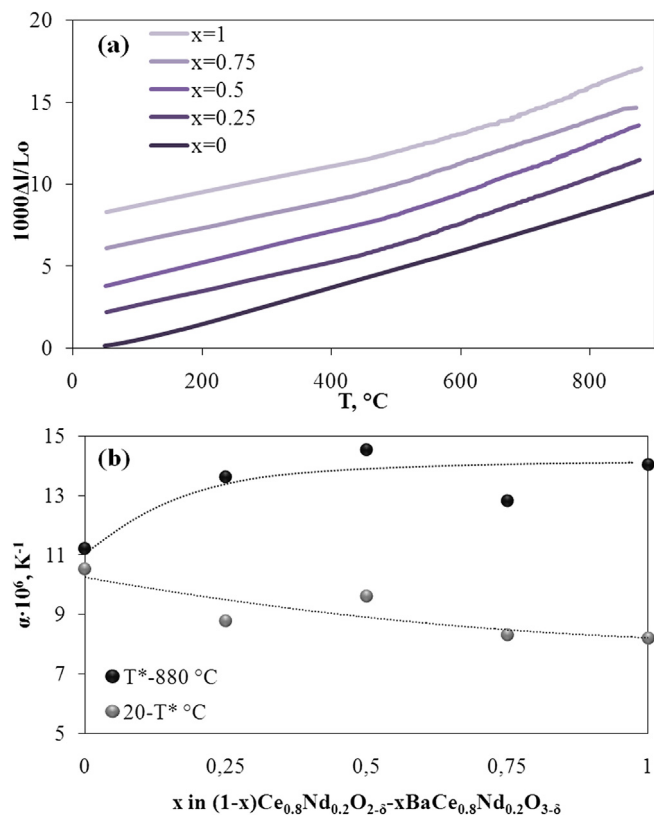 (a)
x=1
x=0.75
x=0.5
x=0.25
x=0
20
15
10
5
0
1000Δl/Lo
0 200 400 600 800
T, °C
(b)
15
13
11
9
7
5
α·10⁶, K⁻¹
T*-880 °C
20-T* °C
0 0,25 0,5 0,75 1
x in (1-x)Ce₀.₈Nd₀.₂O₂₋δ-xBaCe₀.₈Nd₀.₂O₃₋δ